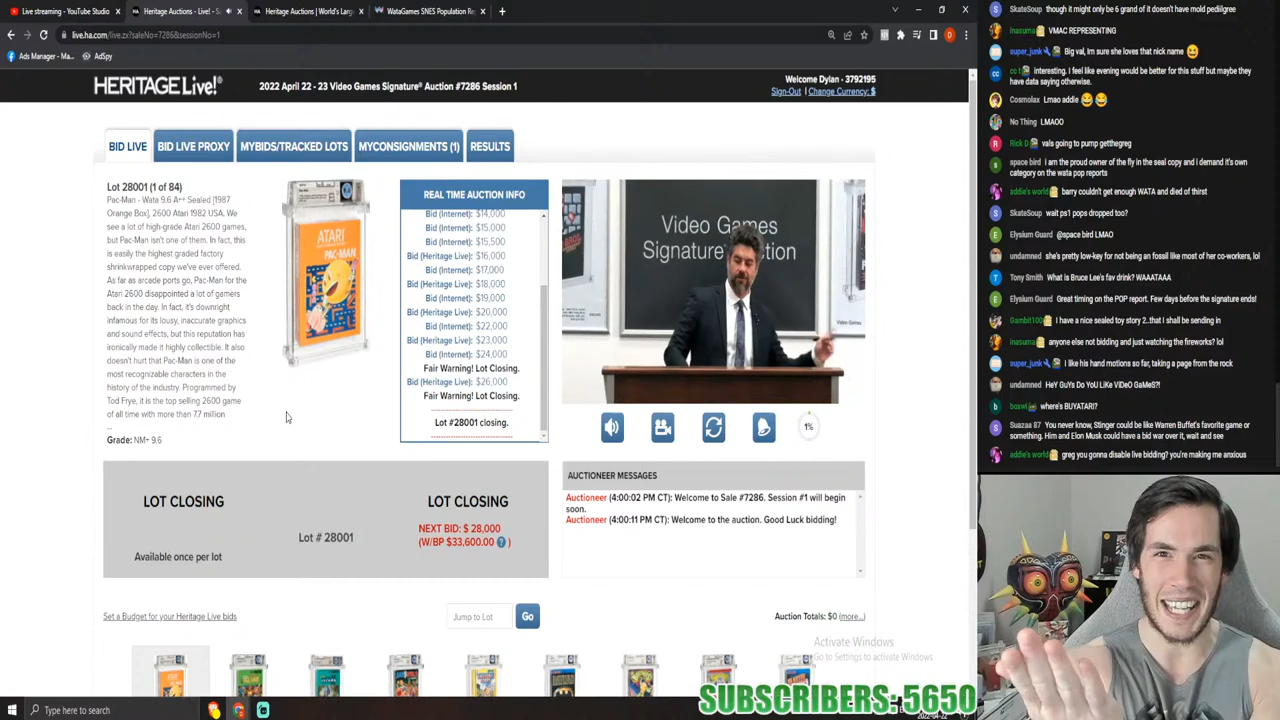 Live streaming - YouTube Studio
Heritage Auctions - Live! - S
Heritage Auctions | World's Larg
WataGames SNES Population Re
live.ha.com/live.zx?saleNo=7286&sessionNo=1
Ads Manager - Ma...
AdSpy
HERITAGE Live!
2022 April 22
Signature® Auction #7286 Session 1
Welcome Dylan - 3792195
Sign-Out | Change Currency: $
BID LIVE
BID LIVE PROXY
MYBIDS/TRACKED LOTS
MYCONSIGNMENTS (1)
RESULTS
Lot 28001 (1 of 84)
Pac-Man - Wata 9.6 A++ Sealed [1987
Orange Box], 2600 Atari 1982 USA. We
see a lot of high-grade Atari 2600 games,
but Pac-Man isn't one of them. In fact, this
is easily the highest graded factory
shrinkwrapped copy we've ever offered.
As far as arcade ports go, Pac-Man for the
Atari 2600 disappointed a lot of gamers
back in the day. In fact, it's downright
infamous for its lousy, inaccurate graphics
and sound effects, but this reputation has
ironically made it highly collectible. It also
doesn't hurt that Pac-Man is one of the
most recognizable characters in the
history of the industry. Programmed by
Tod Frye, it is the top selling 2600 game
of all time with more than 7.7 million
...
Grade: NM+ 9.6
ATARI
PAC-MAN
REAL TIME AUCTION INFO
Bid (Internet): $14,000
Bid (Internet): $15,000
Bid (Internet): $15,500
Bid (Heritage Live): $16,000
Bid (Internet): $17,000
Bid (Heritage Live): $18,000
Bid (Internet): $19,000
Bid (Heritage Live): $20,000
Bid (Internet): $22,000
Bid (Heritage Live): $23,000
Bid (Internet): $24,000
Fair Warning! Lot Closing.
Bid (Heritage Live): $26,000
Fair Warning! Lot Closing.
Lot #28001 closing.
Video Games
Signature Auction
Video Games
1%
LOT CLOSING
Available once per lot
Lot # 28001
LOT CLOSING
NEXT BID: $ 28,000
(W/BP $33,600.00 ? )
AUCTIONEER MESSAGES
Auctioneer (4:00:02 PM CT): Welcome to Sale #7286. Session #1 will begin
soon.
Auctioneer (4:00:11 PM CT): Welcome to the auction. Good Luck bidding!
Set a Budget for your Heritage Live bids
Jump to Lot
Go
Auction Totals: $0 (more...)
Activate Windows
Go to Settings to activate Windows
Type here to search
SUBSCRIBERS: 5650
SkateSoup though it might only be 6 grand of it doesn't have mold pediilgree
inasuma VMAC REPRESENTING
super_junk Big val, Im sure she loves that nick name
cc t interesting. I feel like evening would be better for this stuff but maybe they
have data saying otherwise.
Cosmolax Lmao addie
No Thing LMAOO
Rick D vals going to pump getthegreg
space bird i am the proud owner of the fly in the seal copy and i demand it's own
category on the wata pop reports
addie's world barry couldn't get enough WATA and died of thirst
SkateSoup wait ps1 pops dropped too?
Elysium Guard @space bird LMAO
undamned she's pretty low-key for not being an fossil like most of her co-workers, lol
Tony Smith What is Bruce Lee's fav drink? WAAATAAA
Elysium Guard Great timing on the POP report. Few days before the signature ends!
Gambit100 I have a nice sealed toy story 2..that I shall be sending in
inasuma anyone else not bidding and just watching the fireworks? lol
super_junk I like his hand motions so far, taking a page from the rock
undamned HeY GuYs Do YoU LiKe ViDeO GaMeS?!
boxwl where's BUYATARI?
Suazaa 87 You never know, Stinger could be like Warren Buffet's favorite game or
something. Him and Elon Musk could have a bid war over it, wait and see
addie's world greg you gonna disable live bidding? you're making me anxious